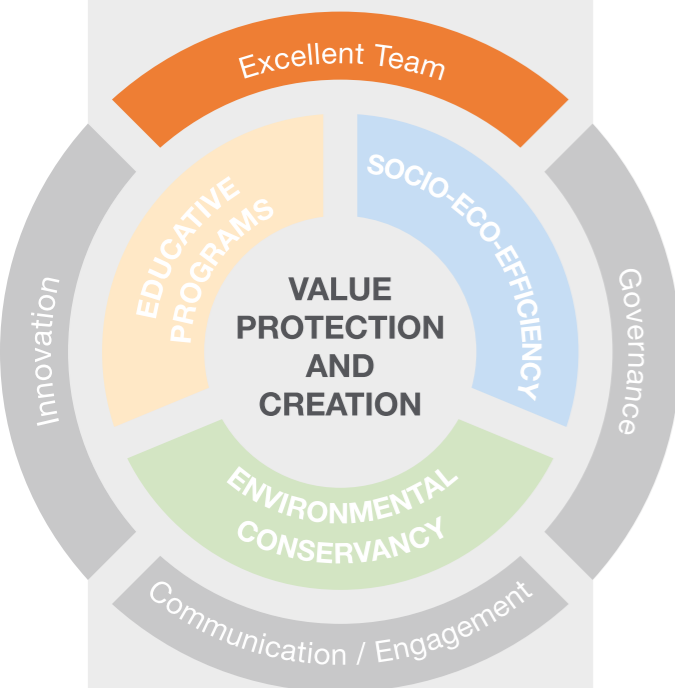 Excellent Team
EDUCATIVE
PROGRAMS
SOCIO-ECO-EFFICIENCY
Innovation
VALUE
PROTECTION
AND
CREATION
Governance
ENVIRONMENTAL
CONSERVANCY
Communication / Engagement